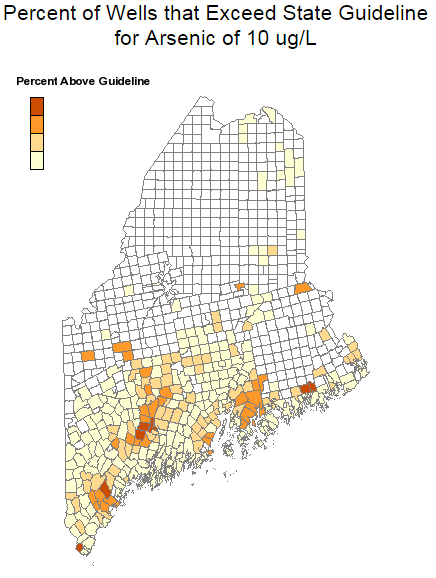 Percent of Wells that Exceed State Guideline
for Arsenic of 10 ug/L
Percent Above Guideline